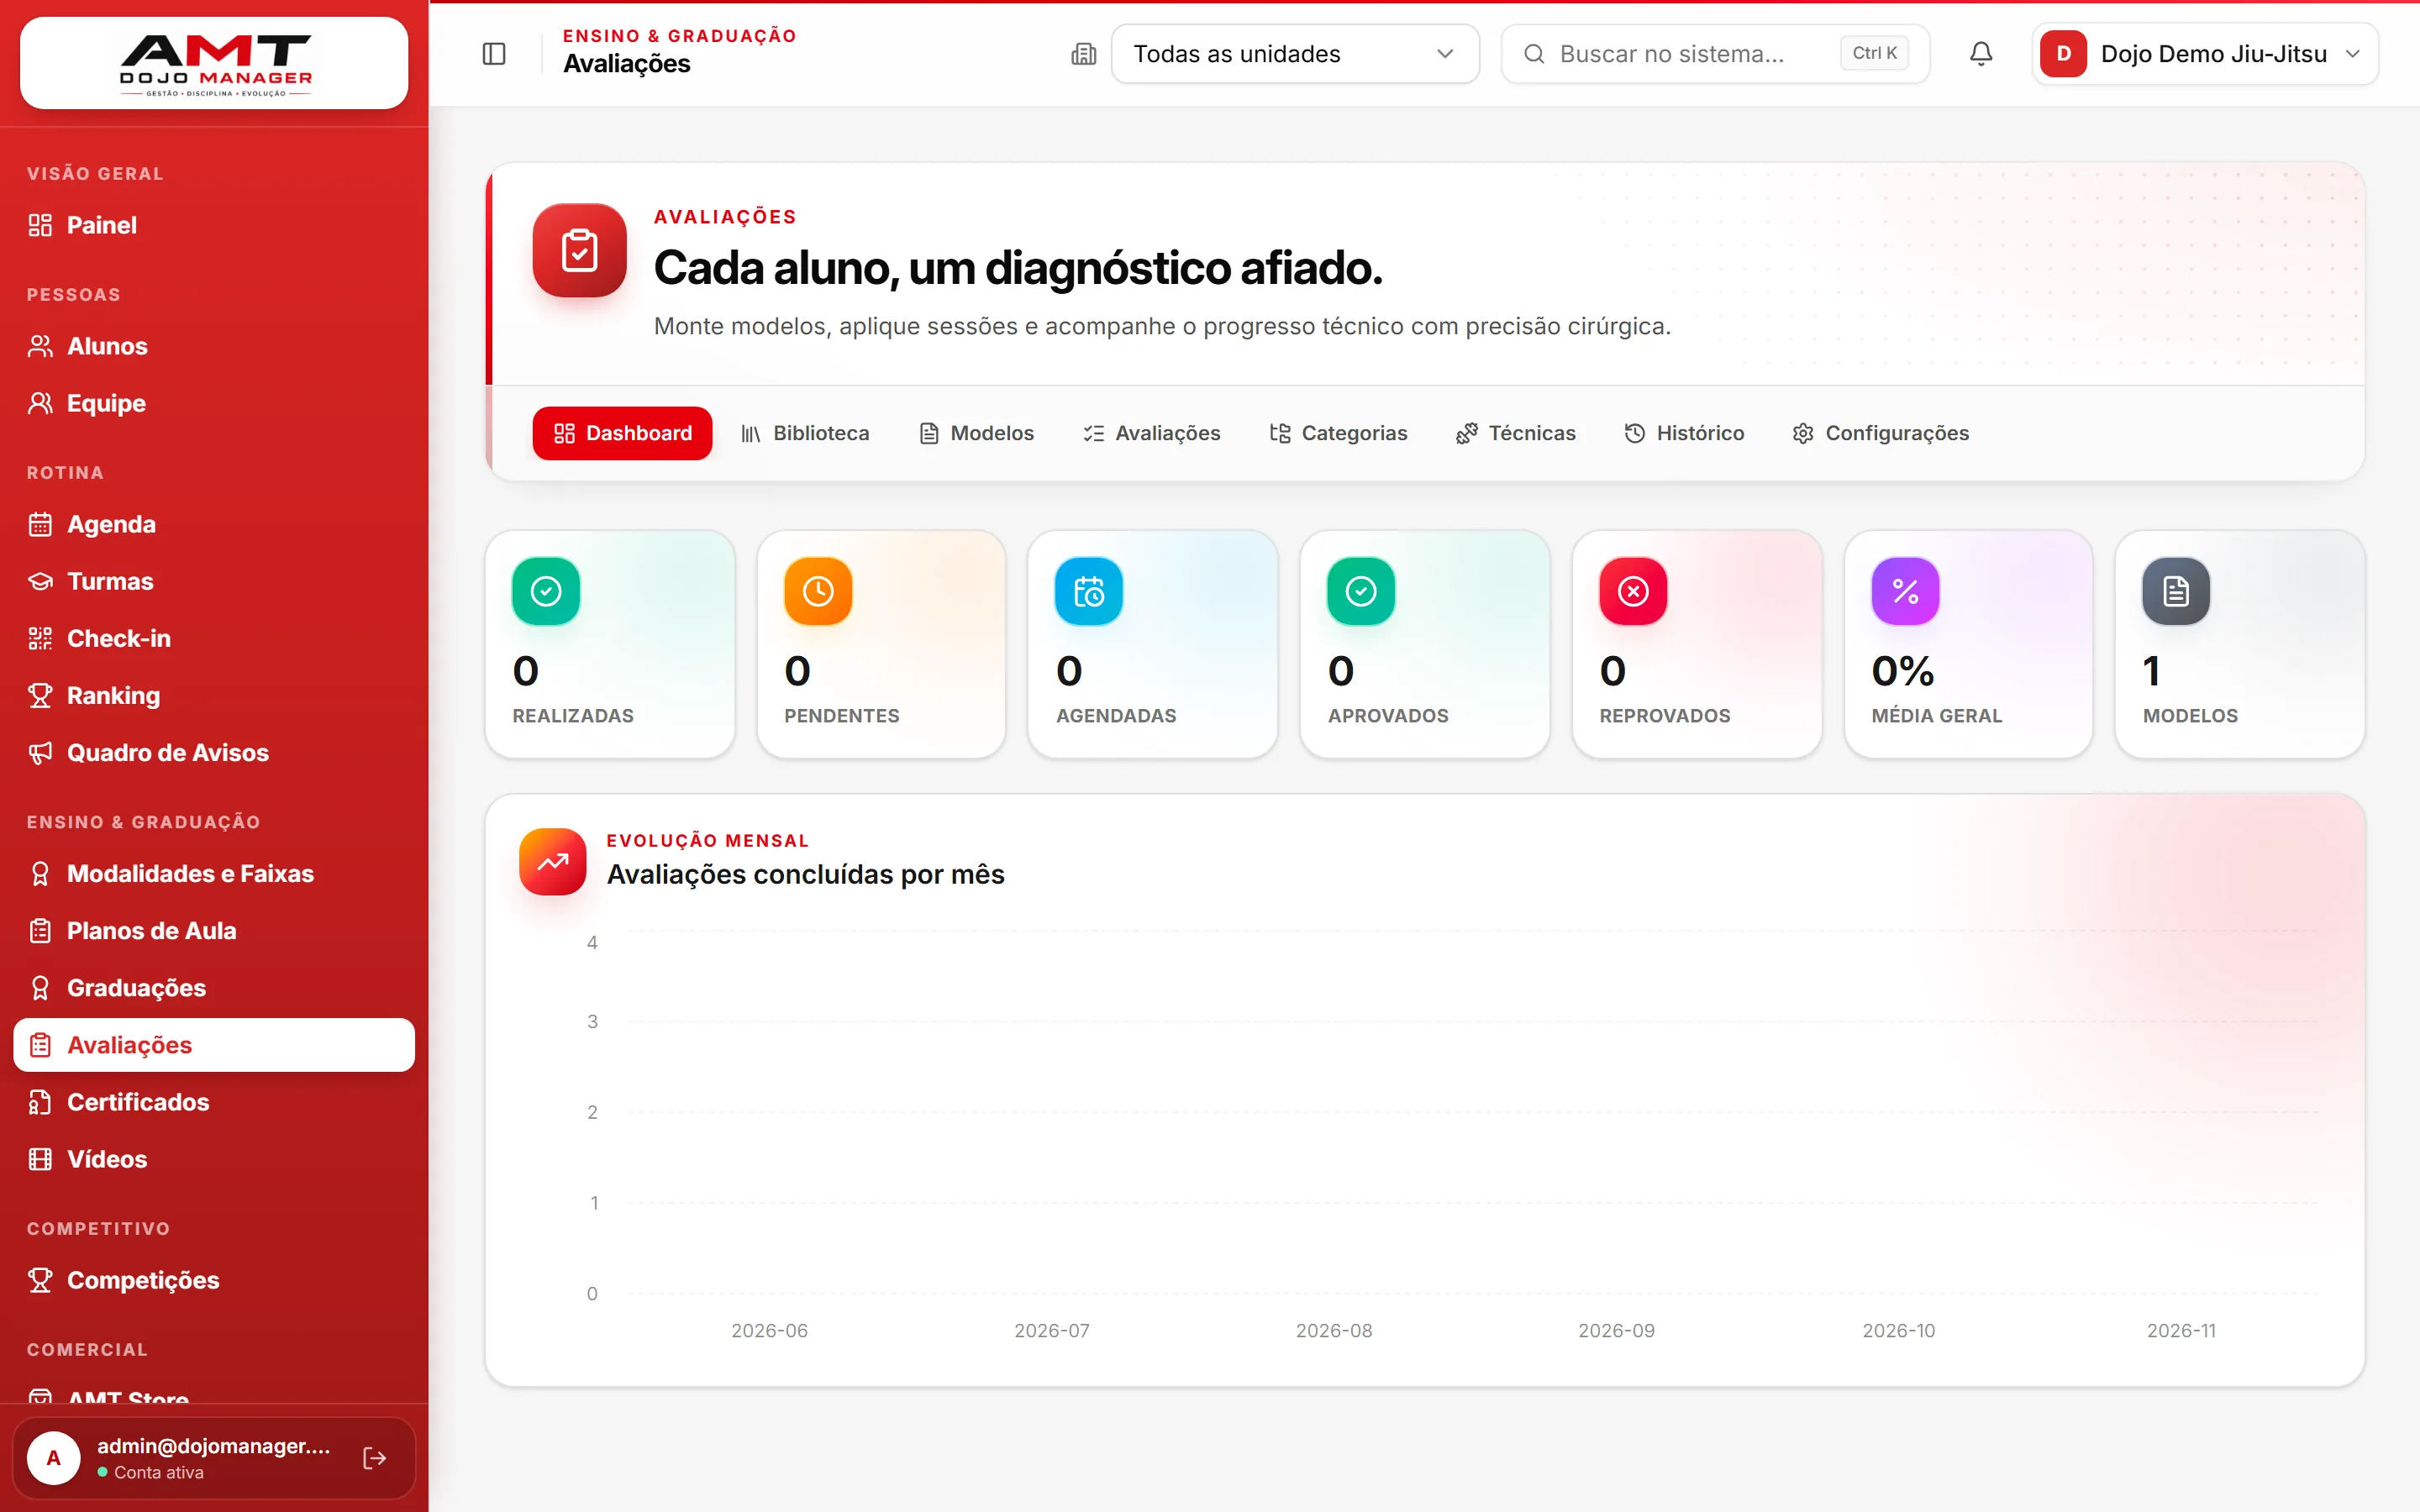 AMT
DOJO MANAGER
GESTÃO • DISCIPLINA • EVOLUÇÃO
VISÃO GERAL
Painel
PESSOAS
Alunos
Equipe
ROTINA
Agenda
Turmas
Check-in
Ranking
Quadro de Avisos
ENSINO & GRADUAÇÃO
Modalidades e Faixas
Planos de Aula
Graduações
Avaliações
Certificados
Vídeos
COMPETITIVO
Competições
COMERCIAL
AMT Store
A
admin@dojomanager....
Conta ativa
ENSINO & GRADUAÇÃO
Avaliações
Todas as unidades
Buscar no sistema...
Ctrl K
D
Dojo Demo Jiu-Jitsu
AVALIAÇÕES
Cada aluno, um diagnóstico afiado.
Monte modelos, aplique sessões e acompanhe o progresso técnico com precisão cirúrgica.
Dashboard
Biblioteca
Modelos
Avaliações
Categorias
Técnicas
Histórico
Configurações
0
REALIZADAS
0
PENDENTES
0
AGENDADAS
0
APROVADOS
0
REPROVADOS
0%
MÉDIA GERAL
1
MODELOS
EVOLUÇÃO MENSAL
Avaliações concluídas por mês
4
3
2
1
0
2026-06
2026-07
2026-08
2026-09
2026-10
2026-11